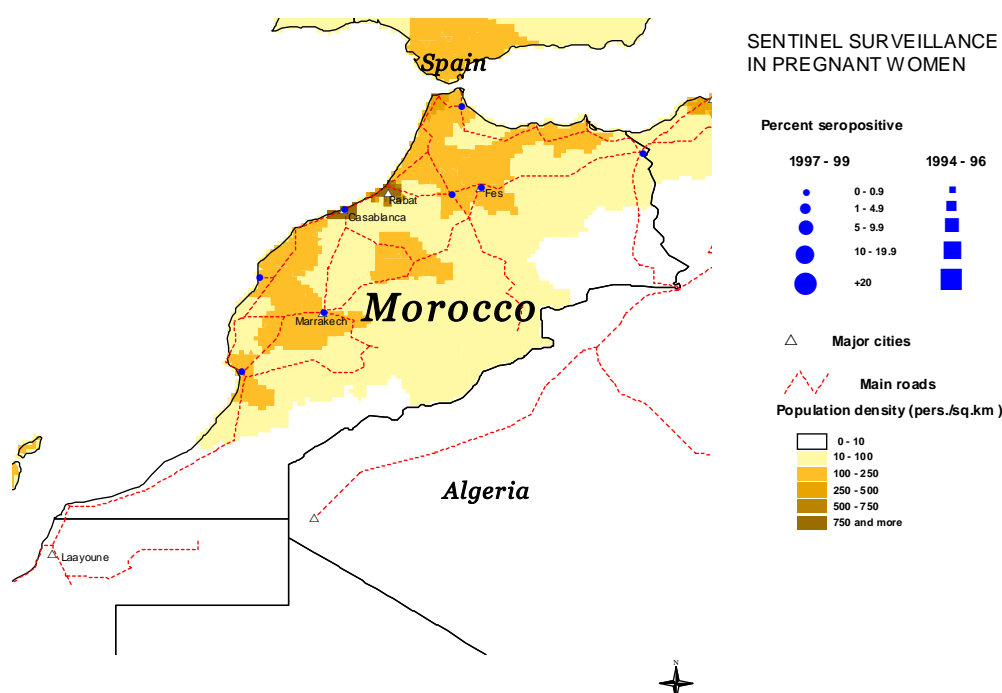 SENTINEL SURVEILLANCE
IN PREGNANT WOMEN
Spain
Rabat
Fes
Casablanca
Morocco
Marrakech
Algeria
Laayoune
Percent seropositive
1997 - 99
1994 - 96
0 - 0.9
1 - 4.9
5 - 9.9
10 - 19.9
+20
Major cities
Main roads
Population density (pers./sq.km )
0 - 10
10 - 100
100 - 250
250 - 500
500 - 750
750 and more
N